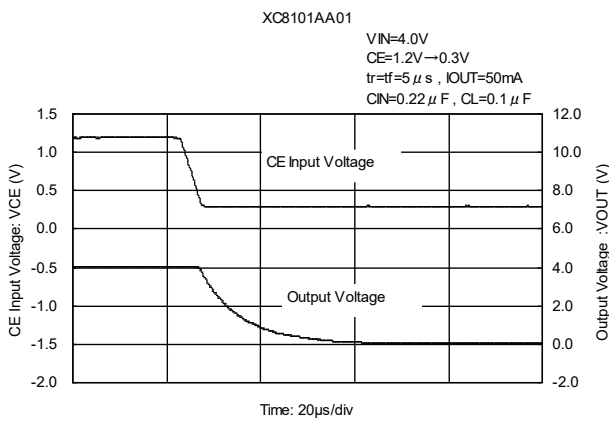 XC8101AA01
VIN=4.0V
CE=1.2V→0.3V
tr=tf=5μs , IOUT=50mA
CIN=0.22μF , CL=0.1μF
CE Input Voltage: VCE (V)
1.5
1.0
0.5
0.0
-0.5
-1.0
-1.5
-2.0
CE Input Voltage
Output Voltage
12.0
10.0
8.0
6.0
4.0
2.0
0.0
-2.0
Output Voltage :VOUT (V)
Time: 20μs/div